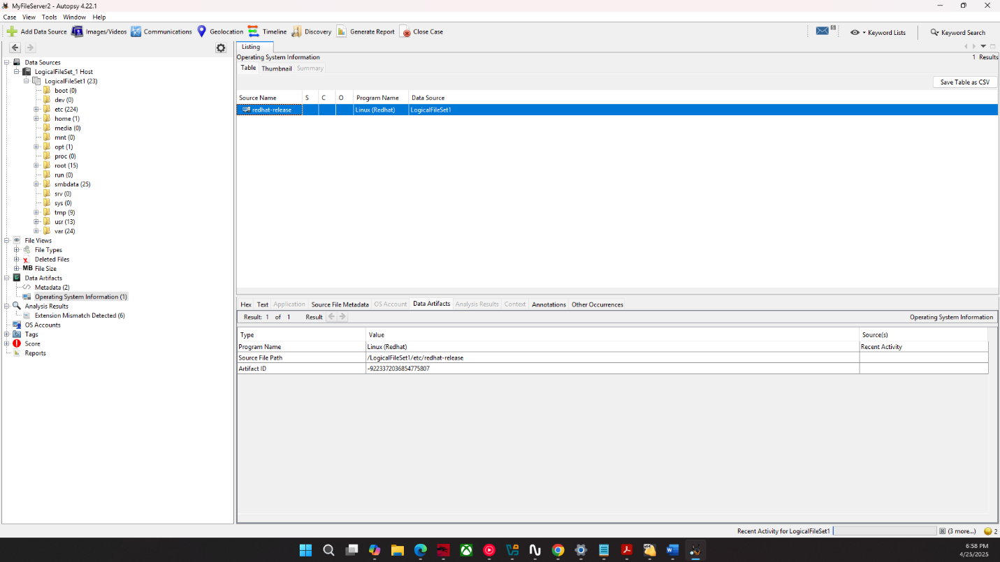 MyFileServer2 - Autopsy 4.22.1
Case View Tools Window Help
Add Data Source Images/Videos Communications Geolocation Timeline Discovery Generate Report Close Case Keyword Lists Keyword Search
Data Sources
LogicalFileSet_1 Host
LogicalFileSet1 (23)
boot (0)
dev (0)
etc (224)
home (1)
media (0)
mnt (0)
opt (1)
proc (0)
root (15)
run (0)
smbdata (25)
srv (0)
sys (0)
tmp (9)
usr (13)
var (24)
File Views
File Types
Deleted Files
MB File Size
Data Artifacts
Metadata (2)
Operating System Information (1)
Analysis Results
Extension Mismatch Detected (6)
OS Accounts
Tags
Score
Reports
Listing
Operating System Information
1 Results
Table Thumbnail Summary
Save Table as CSV
Source Name S C O Program Name Data Source
redhat-release Linux (Redhat) LogicalFileSet1
Hex Text Application Source File Metadata OS Account Data Artifacts Analysis Results Context Annotations Other Occurrences
Result: 1 of 1 Result Operating System Information
Type Value Source(s)
Program Name Linux (Redhat) Recent Activity
Source File Path /LogicalFileSet1/etc/redhat-release
Artifact ID -9223372036854775807
Recent Activity for LogicalFileSet1 (3 more...) 2
6:58 PM
4/25/2025